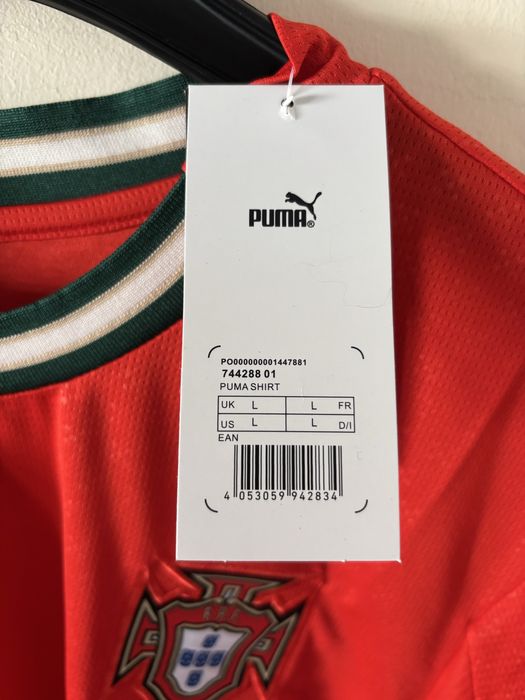 PUMA®
PO000000001447881
744288 01
PUMA SHIRT
UK L L FR
US L L D/I
EAN
4 053059 942834